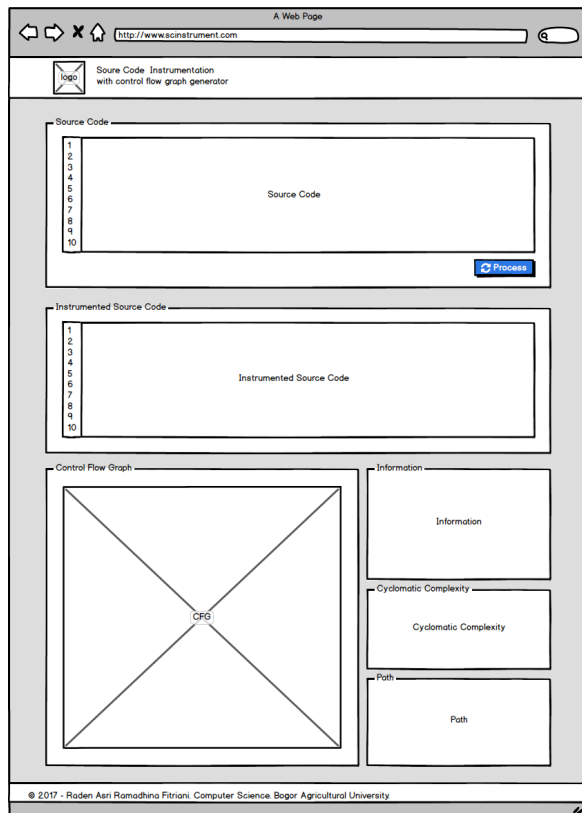 A Web Page
http://www.scinstrument.com
logo
Soure Code Instrumentation
with control flow graph generator
Source Code
1
2
3
4
5
6
7
8
9
10
Source Code
Process
Instrumented Source Code
1
2
3
4
5
6
7
8
9
10
Instrumented Source Code
Control Flow Graph
CFG
Information
Information
Cyclomatic Complexity
Cyclomatic Complexity
Path
Path
© 2017 - Raden Asri Ramadhina Fitriani. Computer Science. Bogor Agricultural University.